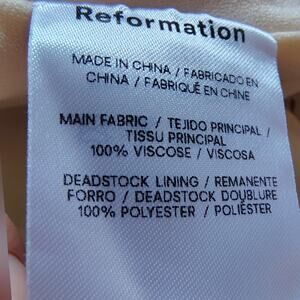 Reformation
MADE IN CHINA / FABRICADO EN
CHINA / FABRIQUÉ EN CHINE
MAIN FABRIC / TEJIDO PRINCIPAL /
TISSU PRINCIPAL
100% VISCOSE / VISCOSA
DEADSTOCK LINING / REMANENTE
FORRO / DEADSTOCK DOUBLURE
100% POLYESTER / POLIÉSTER